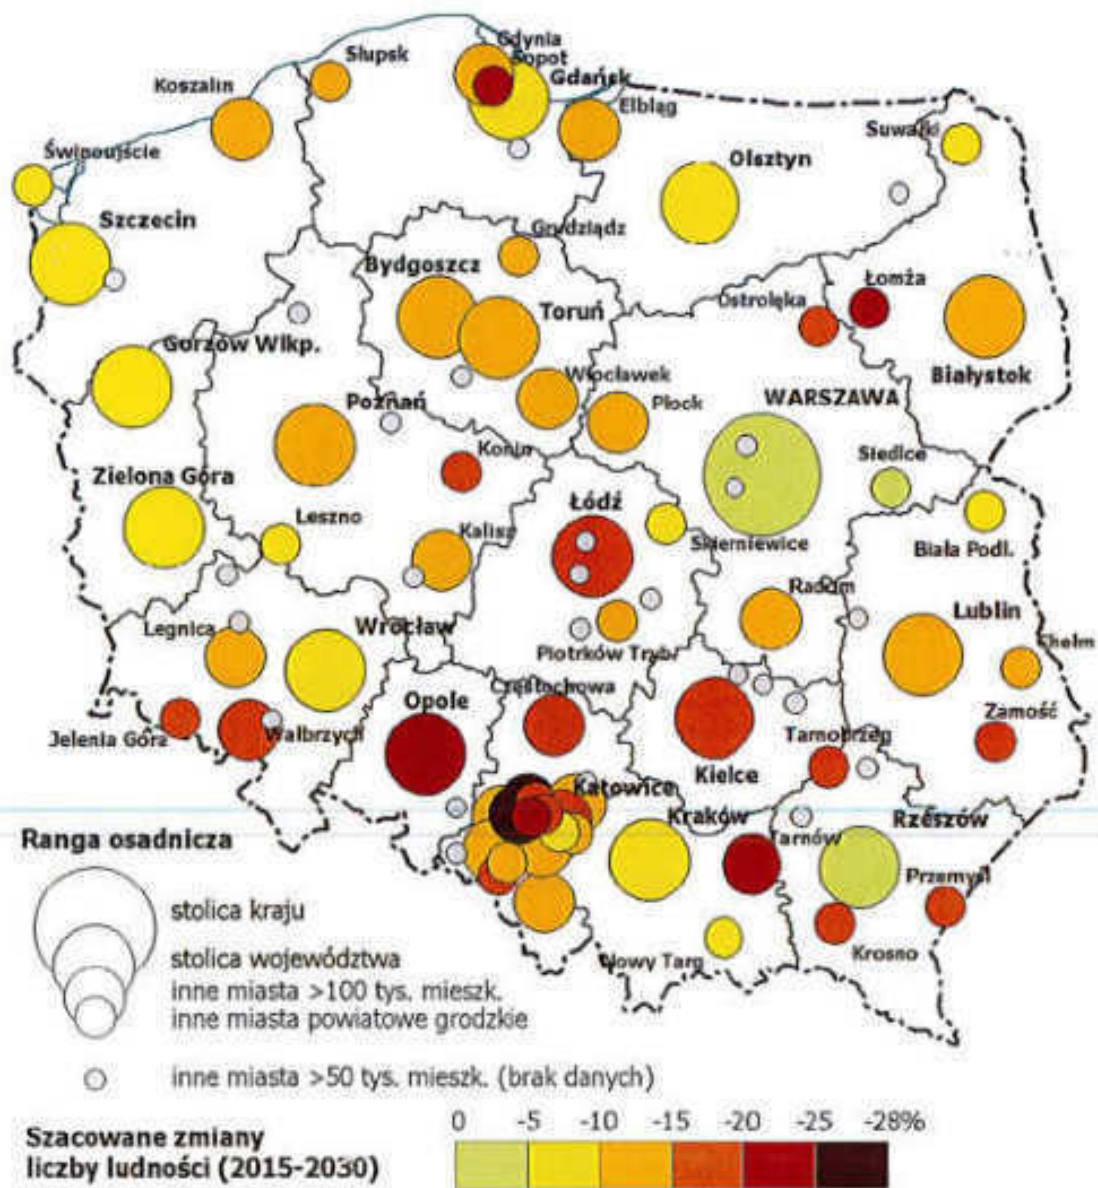 Gdynia
Słupsk
Sopot
Koszalin
Gdańsk
Elbląg
Suwałki
Świnoujście
Olsztyn
Szczecin
Grudziądz
Bydgoszcz
Łomża
Ostrołęka
Toruń
Gorzów Wlkp.
Włocławek
Białystok
Poznań
Płock
WARSZAWA
Konin
Siedlce
Zielona Góra
Łódź
Leszno
Kalisz
Skierniewice
Biała Podl.
Radom
Lublin
Legnica
Wrocław
Chełm
Piotrków Tryb.
Częstochowa
Opole
Zamość
Jelenia Góra
Wałbrzych
Tarnobrzeg
Kielce
Katowice
Kraków
Rzeszów
Tarnów
Przemyśl
Krosno
Nowy Targ
Ranga osadnicza
stolica kraju
stolica województwa
inne miasta >100 tys. mieszk.
inne miasta powiatowe grodzkie
inne miasta >50 tys. mieszk. (brak danych)
0 -5 -10 -15 -20 -25 -28%
Szacowane zmiany
liczby ludności (2015-2030)